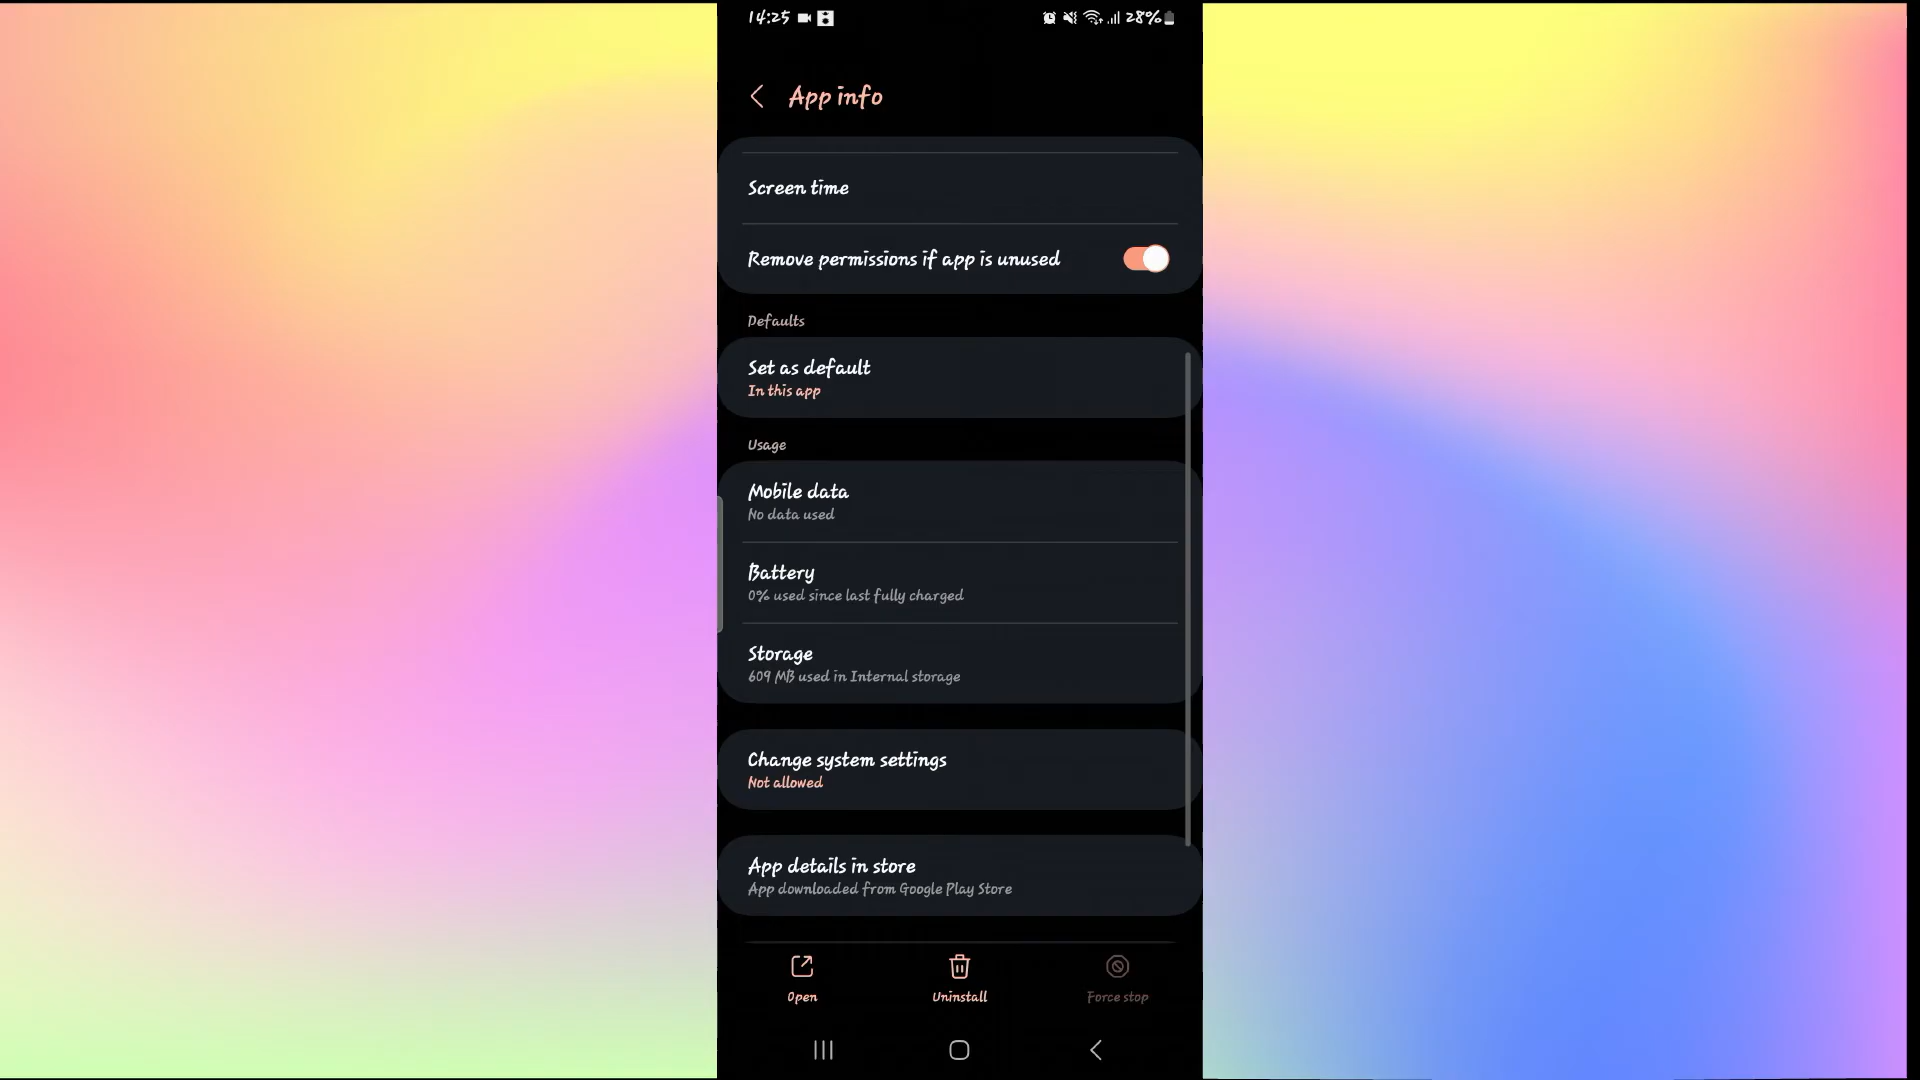 14:25 28%
App info
Screen time
Remove permissions if app is unused
Defaults
Set as default
In this app
Usage
Mobile data
No data used
Battery
0% used since last fully charged
Storage
609 MB used in Internal storage
Change system settings
Not allowed
App details in store
App downloaded from Google Play Store
Open Uninstall Force stop